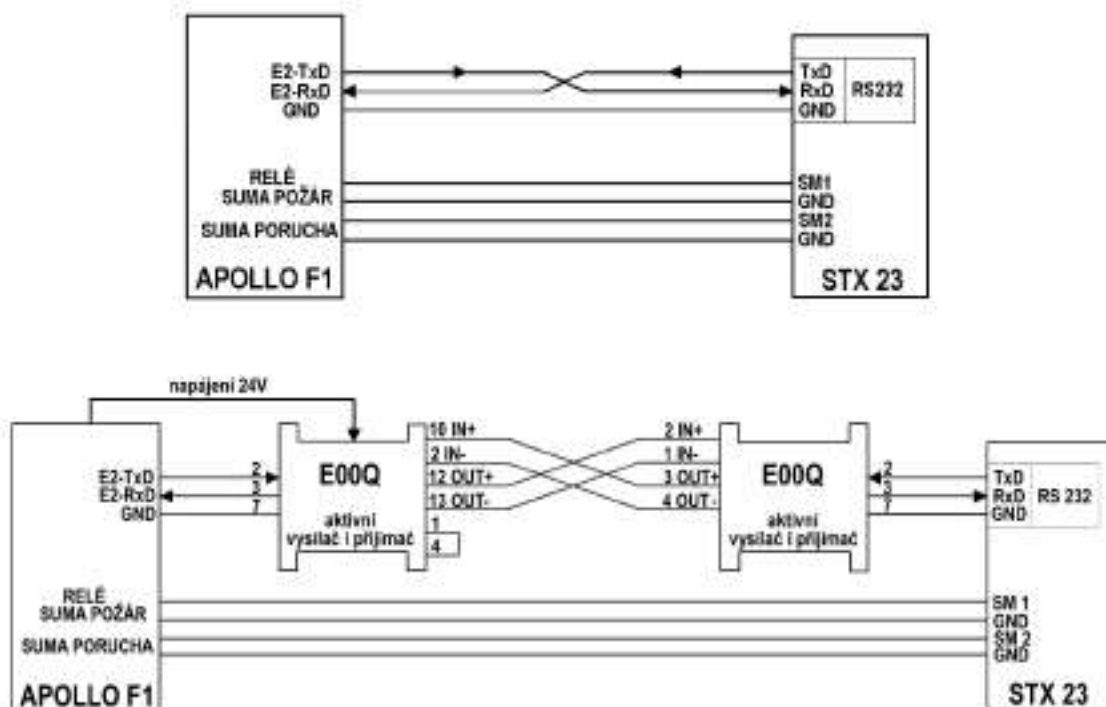 E2-TxD
E2-RxD
GND
TxD
RxD
GND
RS232
RELÉ
SUMA POŽÁR
SUMA PORUCHA
SM1
GND
SM2
GND
APOLLO F1
STX 23
napájení 24V
E2-TxD
E2-RxD
GND
2
3
7
E00Q
aktivní
vysílač i přijímač
10 IN+
2 IN-
12 OUT+
13 OUT-
1
4
2 IN+
1 IN-
3 OUT+
4 OUT-
E00Q
aktivní
vysílač i přijímač
2
3
7
TxD
RxD
GND
RS 232
RELÉ
SUMA POŽÁR
SUMA PORUCHA
SM 1
GND
SM 2
GND
APOLLO F1
STX 23